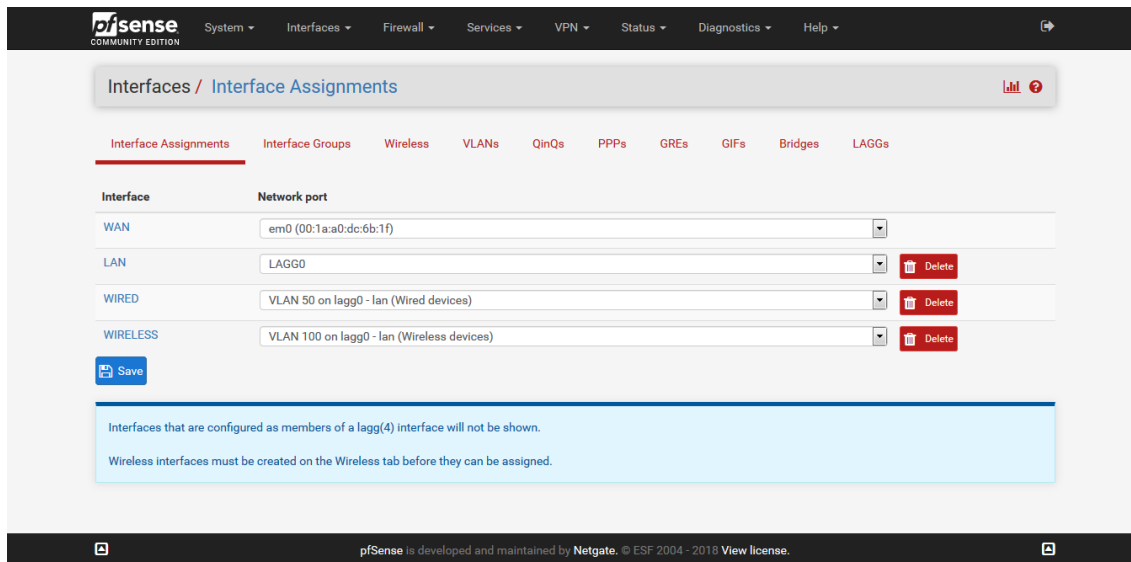 pfsense System Interfaces Firewall Services VPN Status Diagnostics Help
COMMUNITY EDITION
Interfaces / Interface Assignments
Interface Assignments Interface Groups Wireless VLANs QinQs PPPs GREs GIFs Bridges LAGGs
Interface Network port
WAN em0 (00:1a:a0:dc:6b:1f)
LAN LAGG0 Delete
WIRED VLAN 50 on lagg0 - lan (Wired devices) Delete
WIRELESS VLAN 100 on lagg0 - lan (Wireless devices) Delete
Save
Interfaces that are configured as members of a lagg(4) interface will not be shown.
Wireless interfaces must be created on the Wireless tab before they can be assigned.
pfSense is developed and maintained by Netgate. © ESF 2004 - 2018 View license.